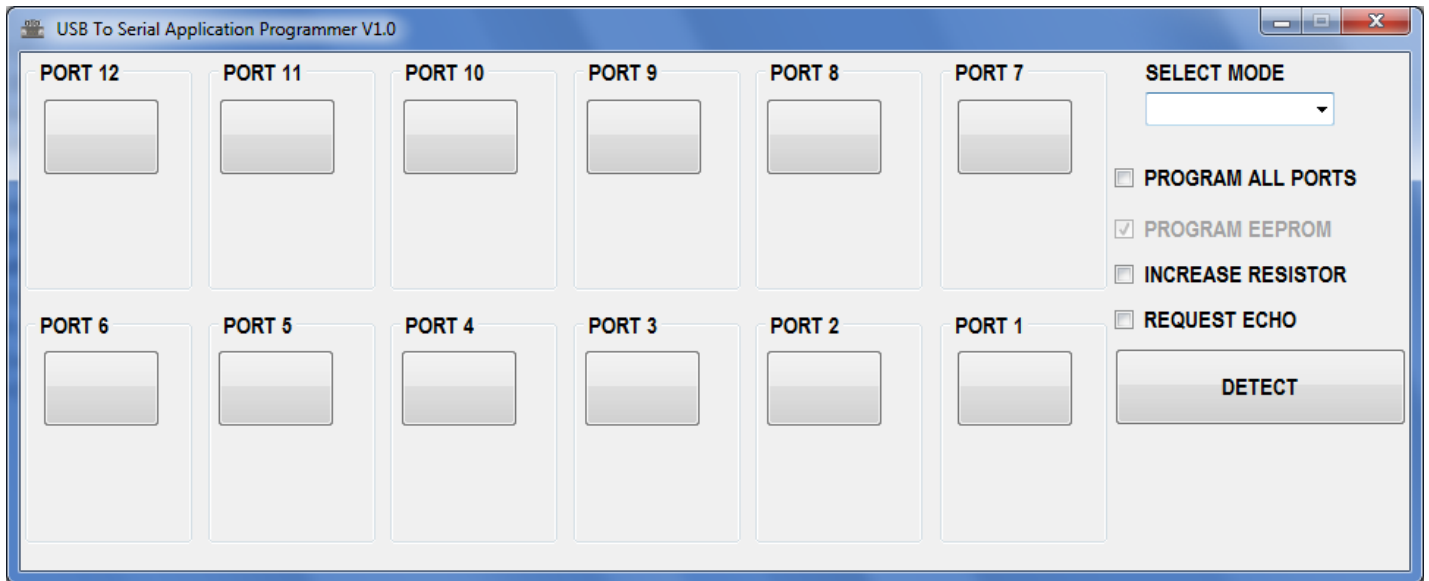 USB To Serial Application Programmer V1.0
PORT 12
PORT 11
PORT 10
PORT 9
PORT 8
PORT 7
SELECT MODE
PROGRAM ALL PORTS
PROGRAM EEPROM
INCREASE RESISTOR
REQUEST ECHO
PORT 6
PORT 5
PORT 4
PORT 3
PORT 2
PORT 1
DETECT